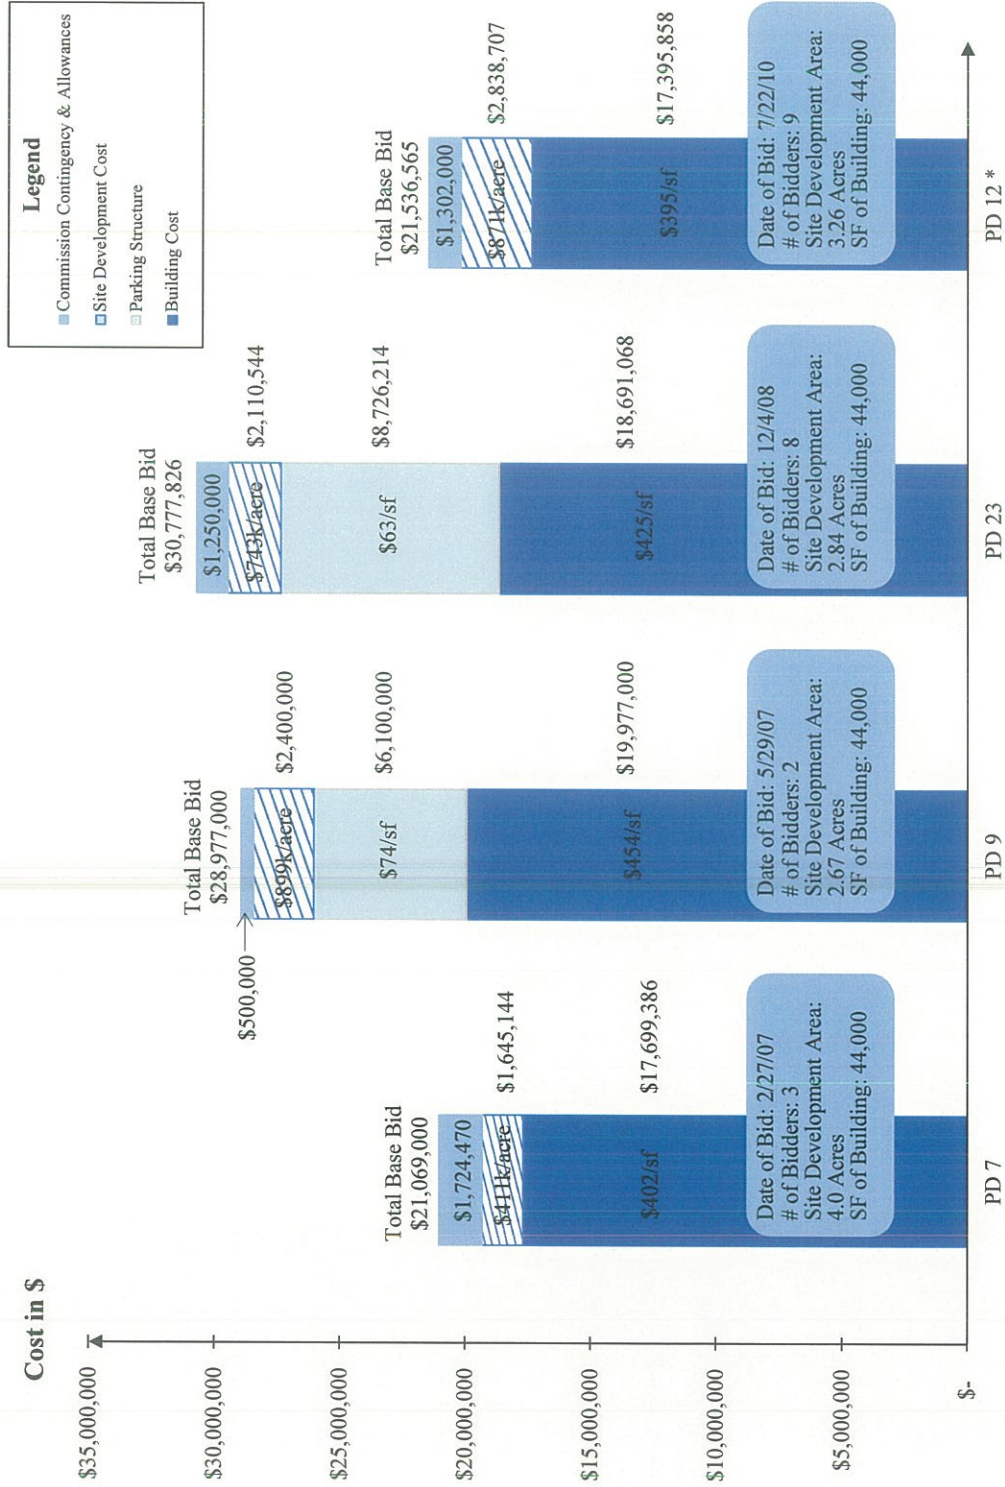 Cost in $
$35,000,000
$30,000,000
$25,000,000
$20,000,000
$15,000,000
$10,000,000
$5,000,000
$-
Legend
Commission Contingency & Allowances
Site Development Cost
Parking Structure
Building Cost
Total Base Bid
$21,069,000
$1,724,470
$411k/acre
$1,645,144
$402/sf
$17,699,386
Date of Bid: 2/27/07
# of Bidders: 3
Site Development Area:
4.0 Acres
SF of Building: 44,000
PD 7
Total Base Bid
$28,977,000
$500,000
$899k/acre
$2,400,000
$74/sf
$6,100,000
$454/sf
$19,977,000
Date of Bid: 5/29/07
# of Bidders: 2
Site Development Area:
2.67 Acres
SF of Building: 44,000
PD 9
Total Base Bid
$30,777,826
$1,250,000
$743k/acre
$2,110,544
$63/sf
$8,726,214
$425/sf
$18,691,068
Date of Bid: 12/4/08
# of Bidders: 8
Site Development Area:
2.84 Acres
SF of Building: 44,000
PD 23
Total Base Bid
$21,536,565
$1,302,000
$871k/acre
$2,838,707
$395/sf
$17,395,858
Date of Bid: 7/22/10
# of Bidders: 9
Site Development Area:
3.26 Acres
SF of Building: 44,000
PD 12 *